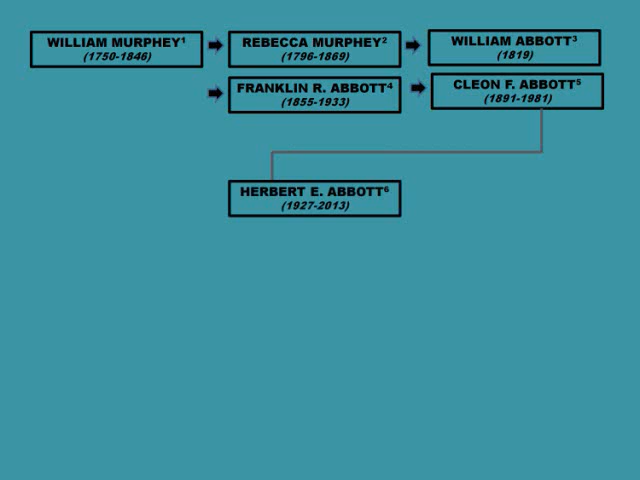 WILLIAM MURPHEY¹
(1750-1846)
REBECCA MURPHEY²
(1796-1869)
WILLIAM ABBOTT³
(1819)
FRANKLIN R. ABBOTT⁴
(1855-1933)
CLEON F. ABBOTT⁵
(1891-1981)
HERBERT E. ABBOTT⁶
(1927-2013)